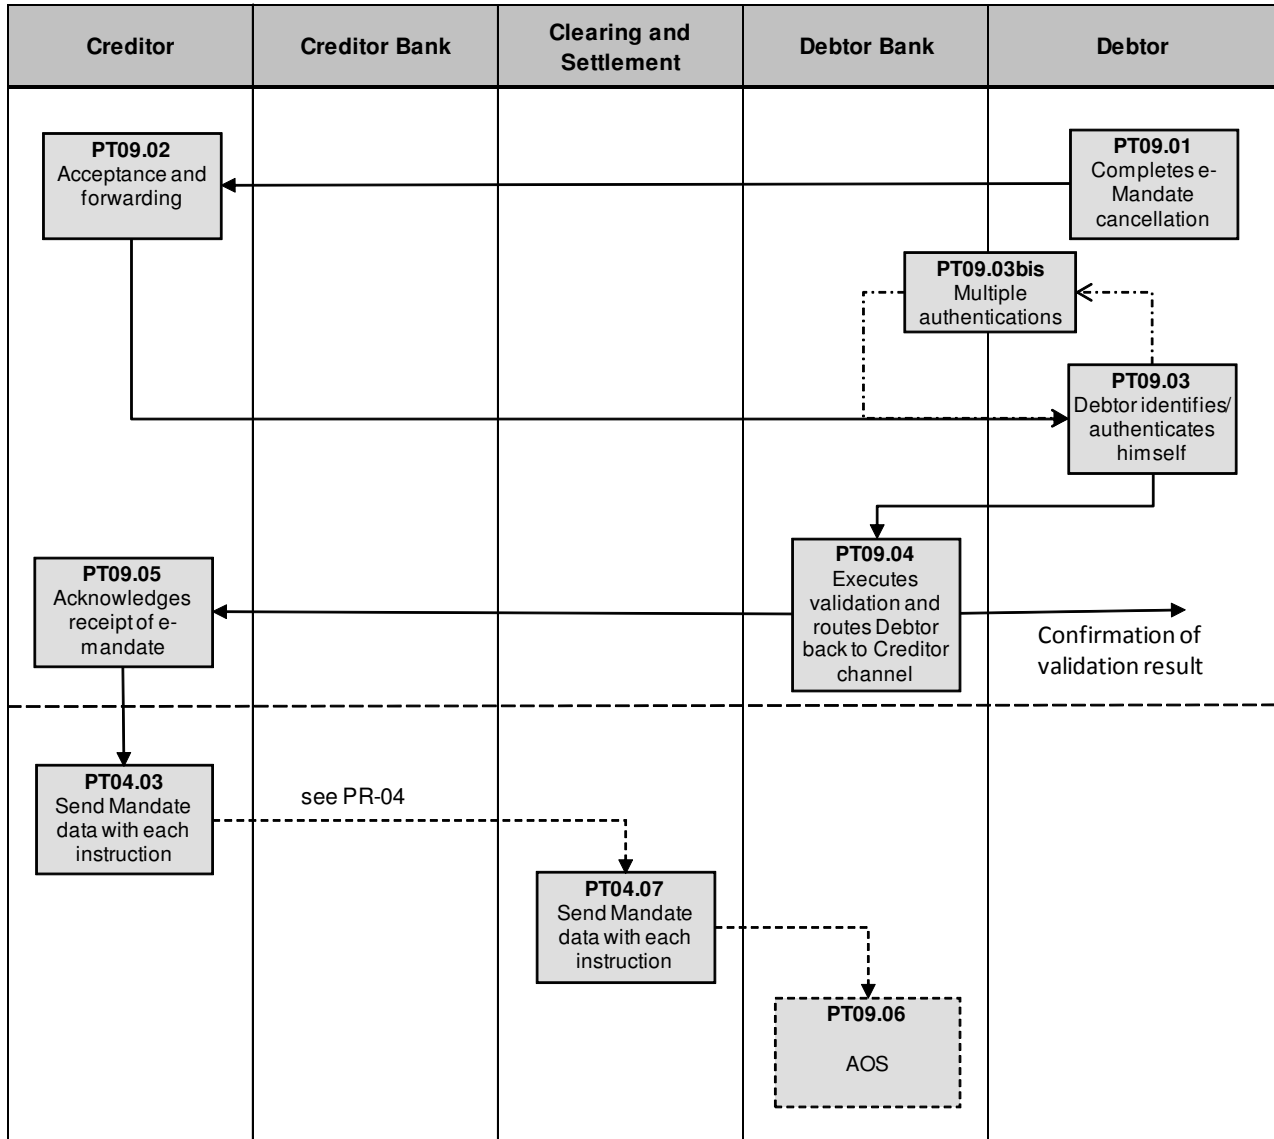 Creditor
Creditor Bank
Clearing and
Settlement
Debtor Bank
Debtor
PT09.02
Acceptance and
forwarding
PT09.01
Completes e-
Mandate
cancellation
PT09.03bis
Multiple
authentications
PT09.03
Debtor identifies/
authenticates
himself
PT09.04
Executes
validation and
routes Debtor
back to Creditor
channel
PT09.05
Acknowledges
receipt of e-
mandate
Confirmation of
validation result
PT04.03
Send Mandate
data with each
instruction
see PR-04
PT04.07
Send Mandate
data with each
instruction
PT09.06
AOS